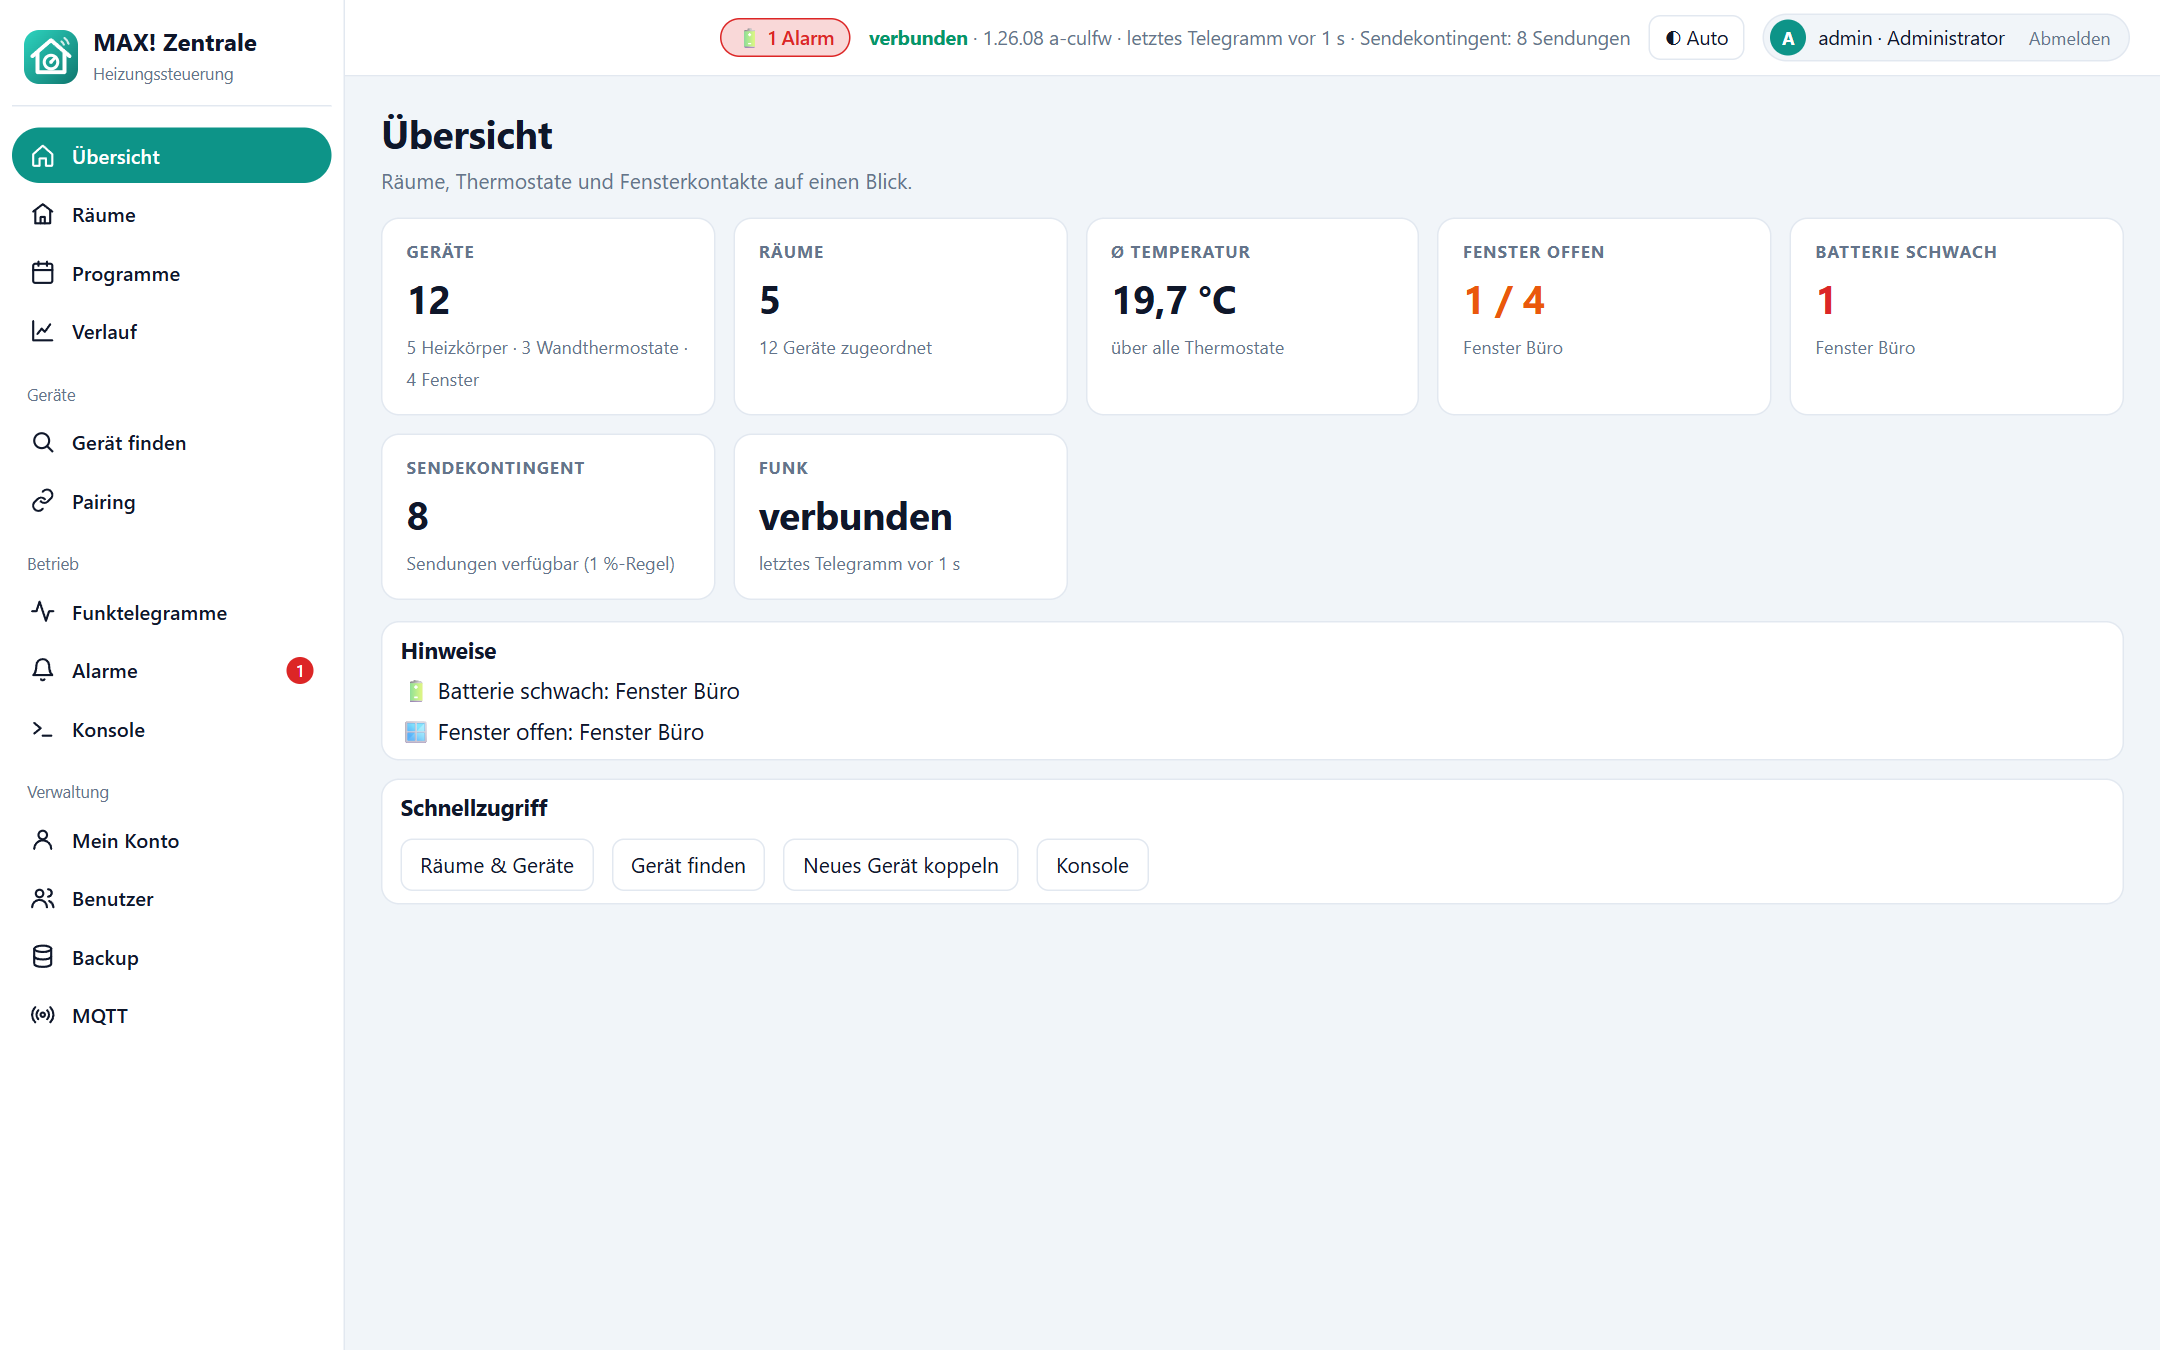 MAX! Zentrale
Heizungssteuerung
Übersicht
Räume
Programme
Verlauf
Geräte
Gerät finden
Pairing
Betrieb
Funktelegramme
Alarme 1
Konsole
Verwaltung
Mein Konto
Benutzer
Backup
MQTT
1 Alarm verbunden · 1.26.08 a-culfw · letztes Telegramm vor 1 s · Sendekontingent: 8 Sendungen Auto A admin · Administrator Abmelden
Übersicht
Räume, Thermostate und Fensterkontakte auf einen Blick.
GERÄTE
12
5 Heizkörper · 3 Wandthermostate ·
4 Fenster
RÄUME
5
12 Geräte zugeordnet
Ø TEMPERATUR
19,7 °C
über alle Thermostate
FENSTER OFFEN
1 / 4
Fenster Büro
BATTERIE SCHWACH
1
Fenster Büro
SENDEKONTINGENT
8
Sendungen verfügbar (1 %-Regel)
FUNK
verbunden
letztes Telegramm vor 1 s
Hinweise
Batterie schwach: Fenster Büro
Fenster offen: Fenster Büro
Schnellzugriff
Räume & Geräte Gerät finden Neues Gerät koppeln Konsole